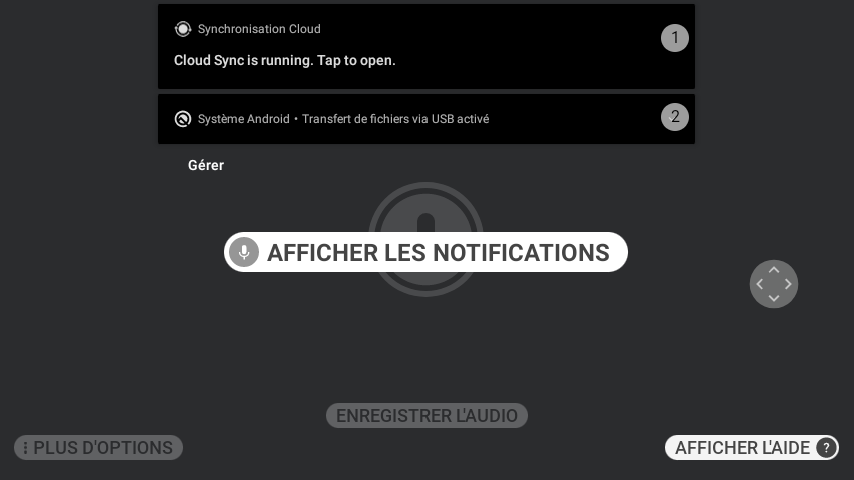 Synchronisation Cloud
1
Cloud Sync is running. Tap to open.
Système Android • Transfert de fichiers via USB activé
2
Gérer
AFFICHER LES NOTIFICATIONS
ENREGISTRER L'AUDIO
PLUS D'OPTIONS
AFFICHER L'AIDE ?